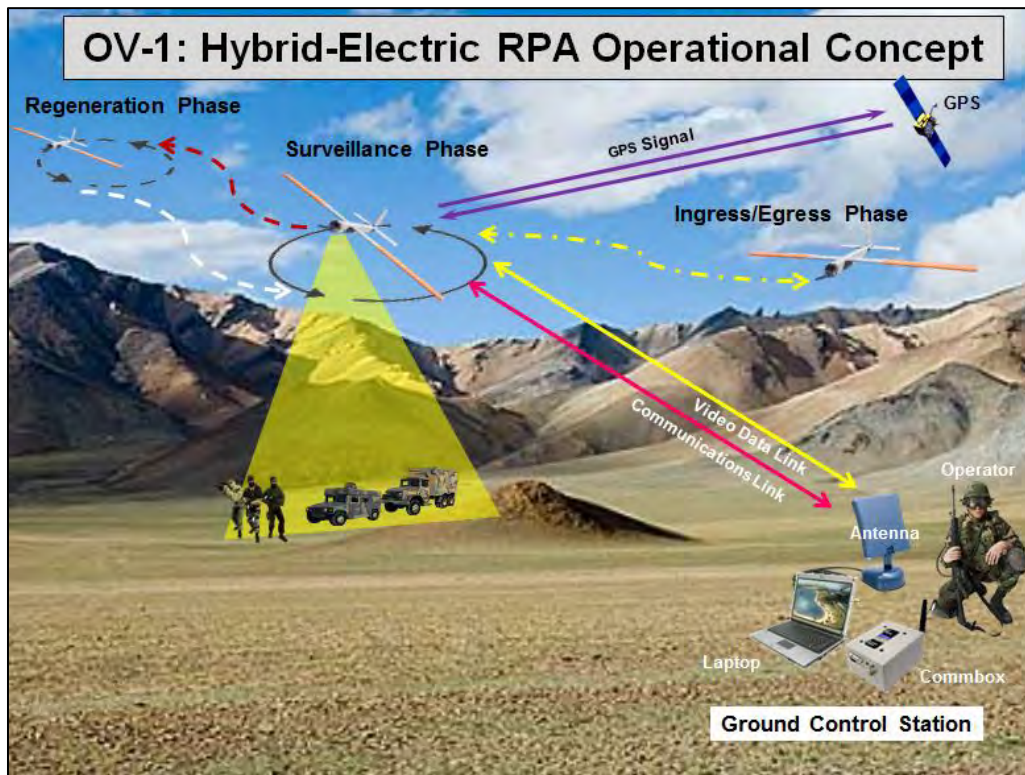 OV-1: Hybrid-Electric RPA Operational Concept
Regeneration Phase
GPS
Surveillance Phase
GPS Signal
Ingress/Egress Phase
Video Data Link
Communications Link
Operator
Antenna
Laptop
Commbox
Ground Control Station